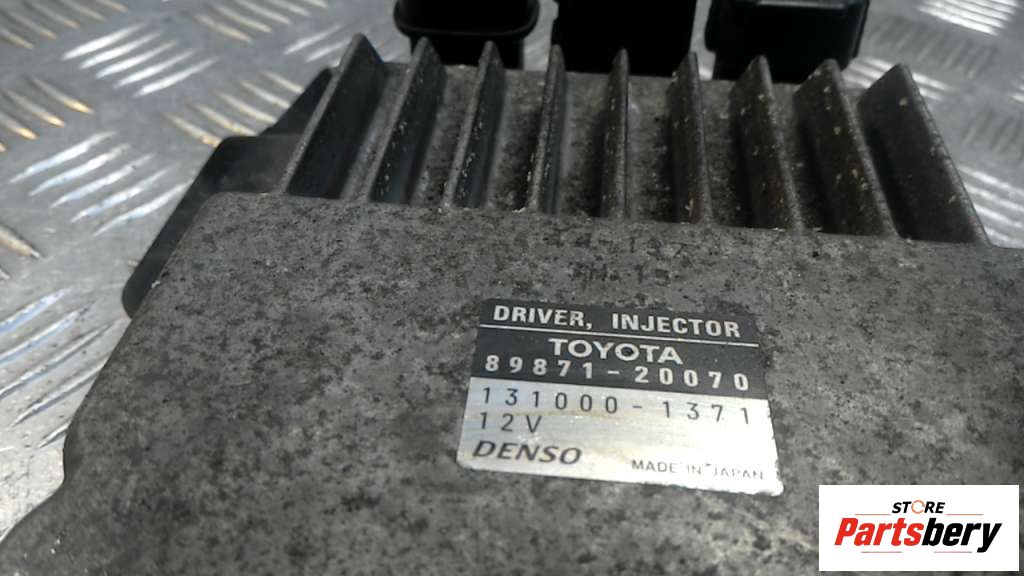 DRIVER, INJECTOR
TOYOTA
89871-20070
131000-1371
12V
DENSO MADE IN JAPAN
STORE
Partsbery